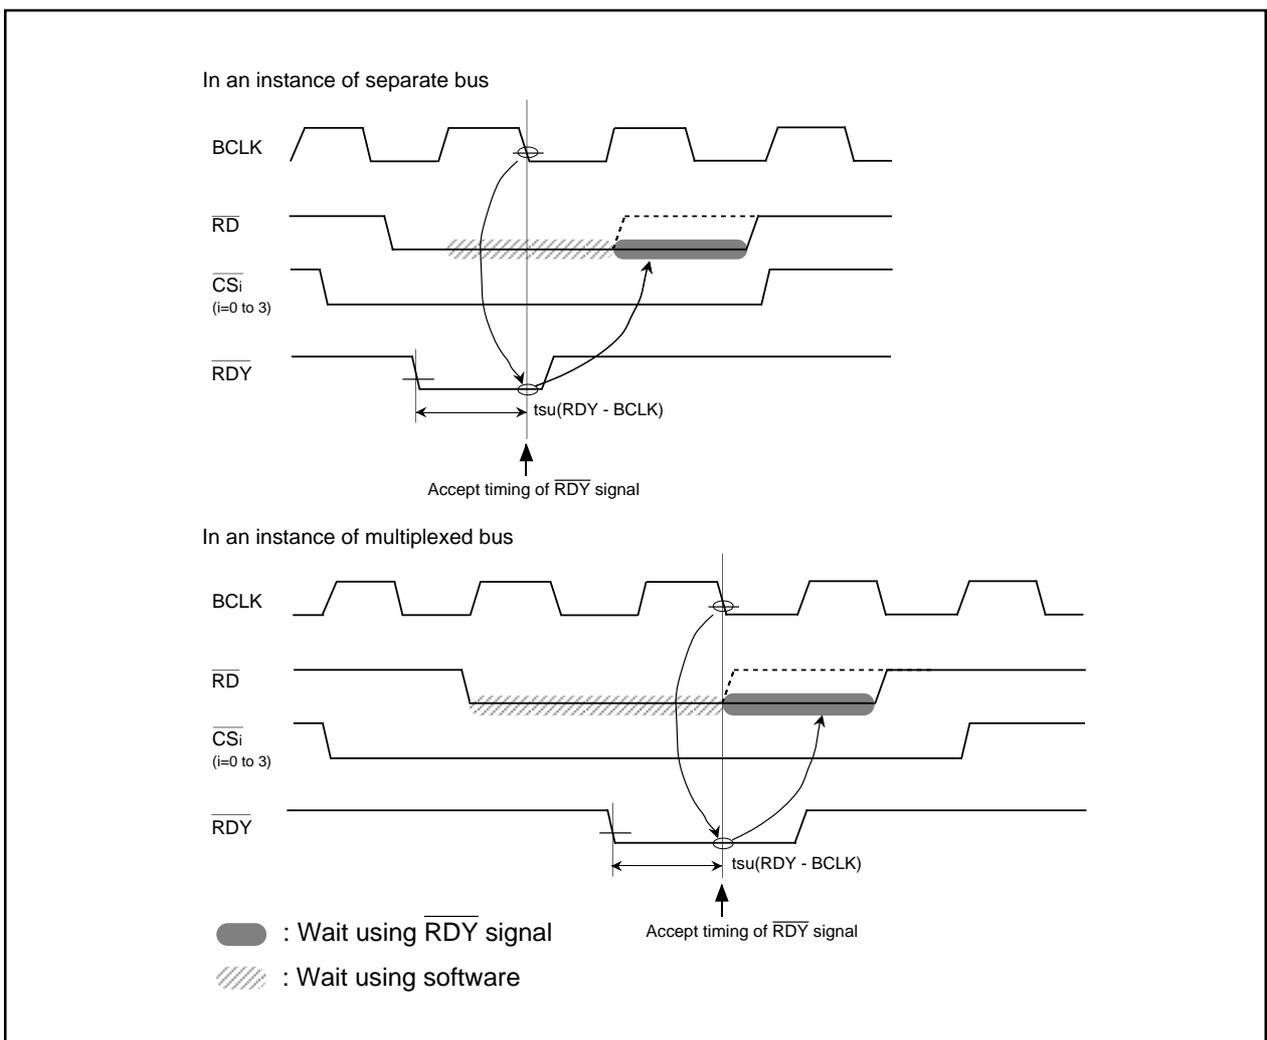 In an instance of separate bus
BCLK
RD
CSi
(i=0 to 3)
RDY
tsu(RDY - BCLK)
Accept timing of RDY signal
In an instance of multiplexed bus
BCLK
RD
CSi
(i=0 to 3)
RDY
tsu(RDY - BCLK)
Accept timing of RDY signal
: Wait using RDY signal
: Wait using software